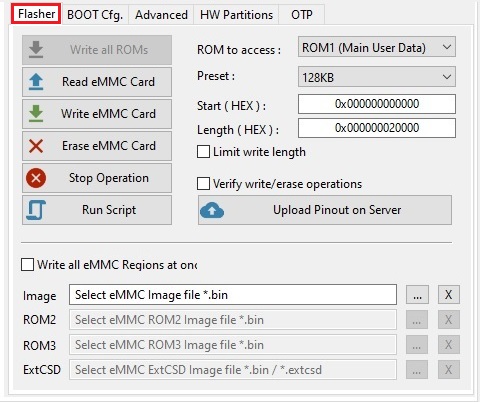 Flasher BOOT Cfg. Advanced HW Partitions OTP
Write all ROMs
Read eMMC Card
Write eMMC Card
Erase eMMC Card
Stop Operation
Run Script
ROM to access : ROM1 (Main User Data)
Preset : 128KB
Start ( HEX ) : 0x000000000000
Length ( HEX ) : 0x000000020000
Limit write length
Verify write/erase operations
Upload Pinout on Server
Write all eMMC Regions at onc
Image Select eMMC Image file *.bin ... X
ROM2 Select eMMC ROM2 Image file *.bin ... X
ROM3 Select eMMC ROM3 Image file *.bin ... X
ExtCSD Select eMMC ExtCSD Image file *.bin / *.extcsd ... X